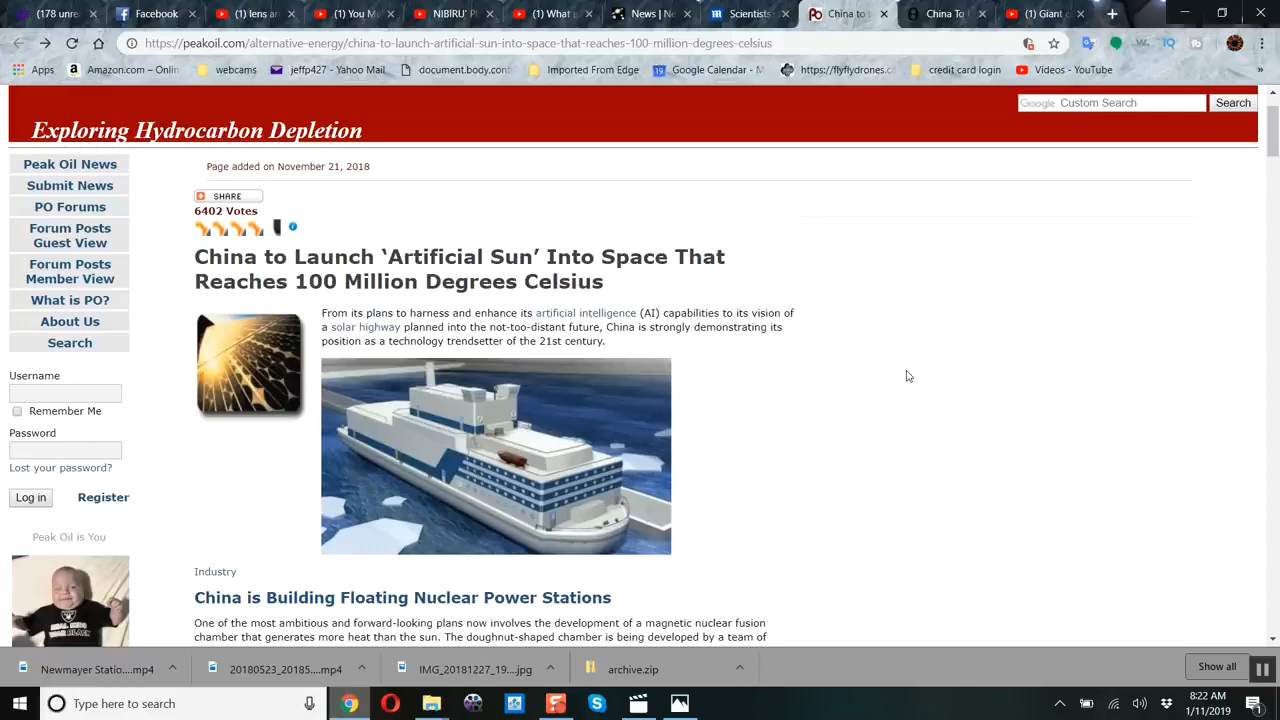 (178 unre
Facebook
(1) lens ar
(1) You Mi
NIBIRU'
(1) What u
News | Ne
Scientists
China to L
China To
(1) Giant c
https://peakoil.com/alternative-energy/china-to-launch-artificial-sun-into-space-that-reaches-100-million-degrees-celsius
Apps
Amazon.com – Onlin
webcams
jeffp427 - Yahoo Mail
document.body.cont
Imported From Edge
Google Calendar - M
https://flyflydrones.c
credit card login
Videos - YouTube
»
Exploring Hydrocarbon Depletion
Google Custom Search
Search
Peak Oil News
Submit News
PO Forums
Forum Posts
Guest View
Forum Posts
Member View
What is PO?
About Us
Search
Username
Remember Me
Password
Lost your password?
Log in
Register
Peak Oil is You
Page added on November 21, 2018
SHARE
6402 Votes
China to Launch ‘Artificial Sun’ Into Space That
Reaches 100 Million Degrees Celsius
From its plans to harness and enhance its artificial intelligence (AI) capabilities to its vision of
a solar highway planned into the not-too-distant future, China is strongly demonstrating its
position as a technology trendsetter of the 21st century.
Industry
China is Building Floating Nuclear Power Stations
One of the most ambitious and forward-looking plans now involves the development of a magnetic nuclear fusion
chamber that generates more heat than the sun. The doughnut-shaped chamber is being developed by a team of
Newmayer Statio....mp4
20180523_20185....mp4
IMG_20181227_19....jpg
archive.zip
Show all
Type here to search
8:22 AM
1/11/2019